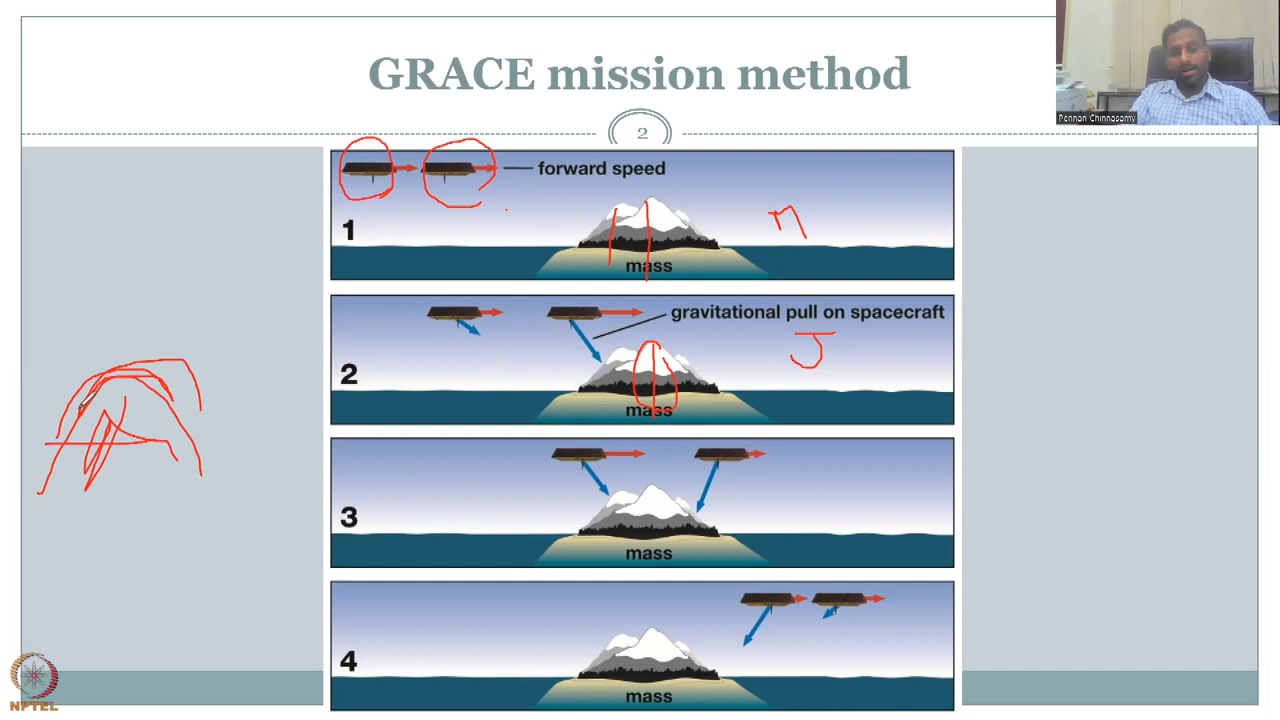 GRACE mission method
Pennan Chinnasamy
2
forward speed
1
mass
gravitational pull on spacecraft
2
mass
3
mass
4
mass
NPTEL